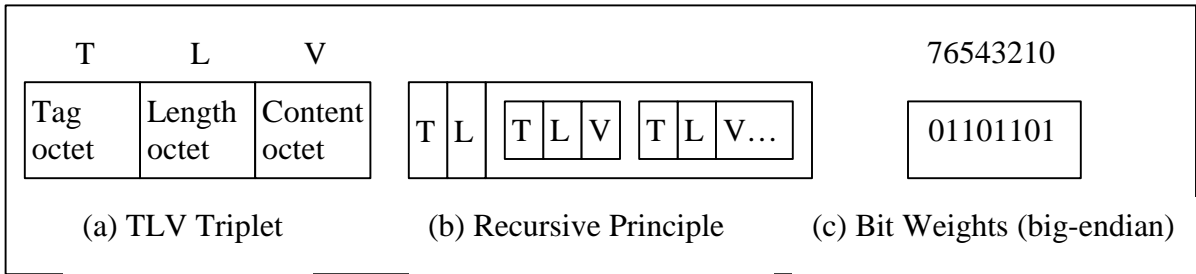 T L V
76543210
Tag octet Length octet Content octet
T L T L V T L V…
01101101
(a) TLV Triplet
(b) Recursive Principle
(c) Bit Weights (big-endian)